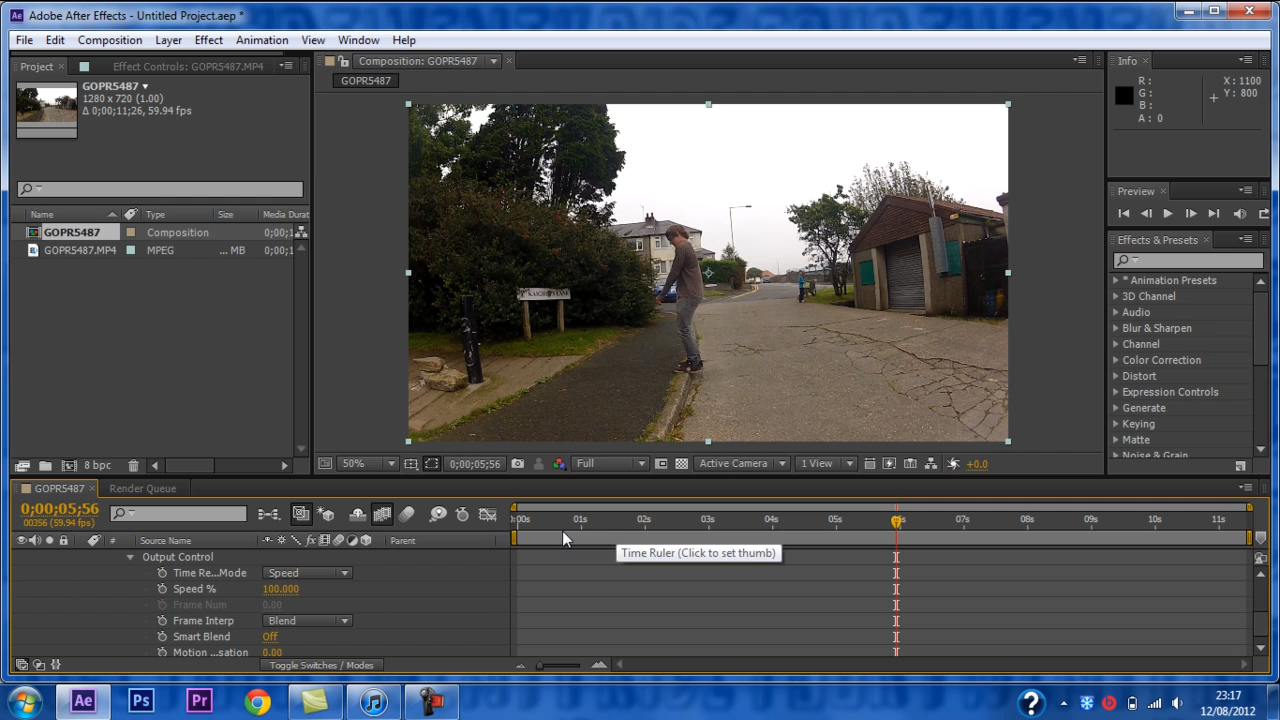 Adobe After Effects - Untitled Project.aep *
File Edit Composition Layer Effect Animation View Window Help
Project Effect Controls: GOPR5487.MP4
GOPR5487
1280 x 720 (1.00)
Δ 0;00;11;26, 59.94 fps
Name Type Size Media Durat
GOPR5487 Composition 0;00;1
GOPR5487.MP4 MPEG ... MB 0;00;1
8 bpc
Composition: GOPR5487
GOPR5487
50% 0;00;05;56 Full Active Camera 1 View +0.0
Info
R: X: 1100
G: Y: 800
B:
A: 0
Preview
Effects & Presets
* Animation Presets
3D Channel
Audio
Blur & Sharpen
Channel
Color Correction
Distort
Expression Controls
Generate
Keying
Matte
Noise & Grain
GOPR5487 Render Queue
0;00;05;56
00356 (59.94 fps)
:00s 01s 02s 03s 04s 05s 07s 08s 09s 10s 11s
# Source Name fx Parent
Time Ruler (Click to set thumb)
Output Control
Time Re...Mode Speed
Speed % 100.000
Frame Num 0.00
Frame Interp Blend
Smart Blend Off
Motion ...sation 0.00
Toggle Switches / Modes
Ae Ps Pr
23:17
12/08/2012